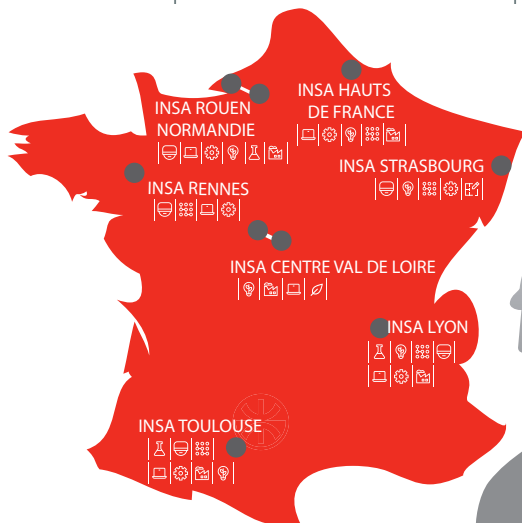 INSA HAUTS
DE FRANCE
INSA ROUEN
NORMANDIE
INSA STRASBOURG
INSA RENNES
INSA CENTRE VAL DE LOIRE
INSA LYON
INSA TOULOUSE